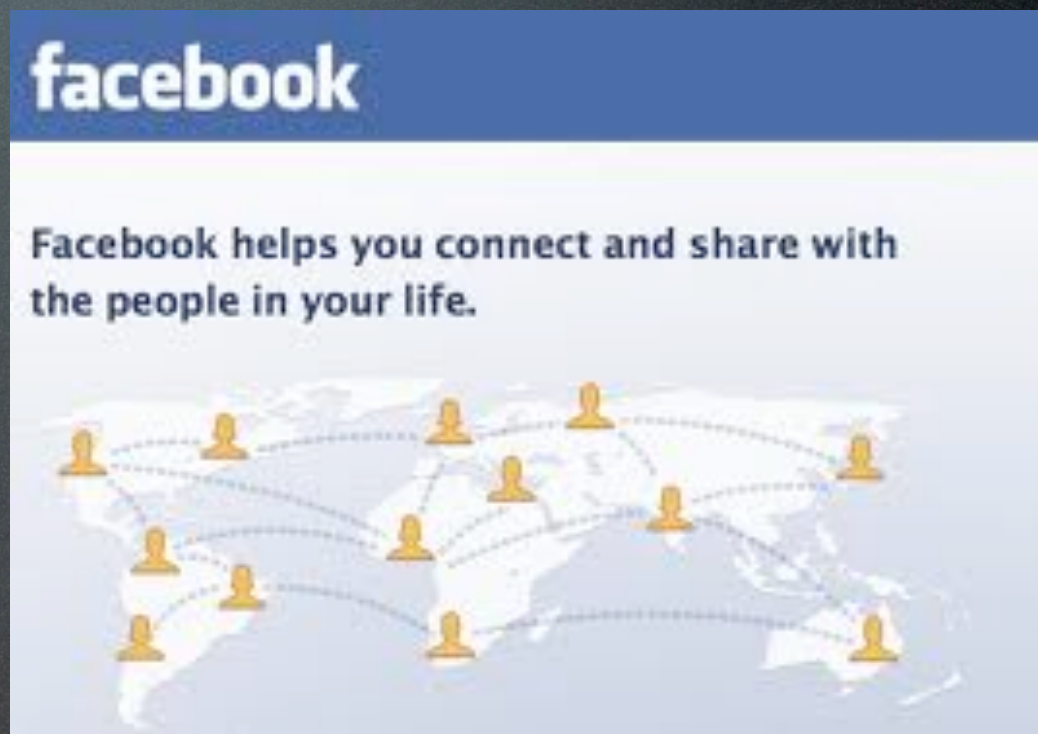 facebook
Facebook helps you connect and share with
the people in your life.